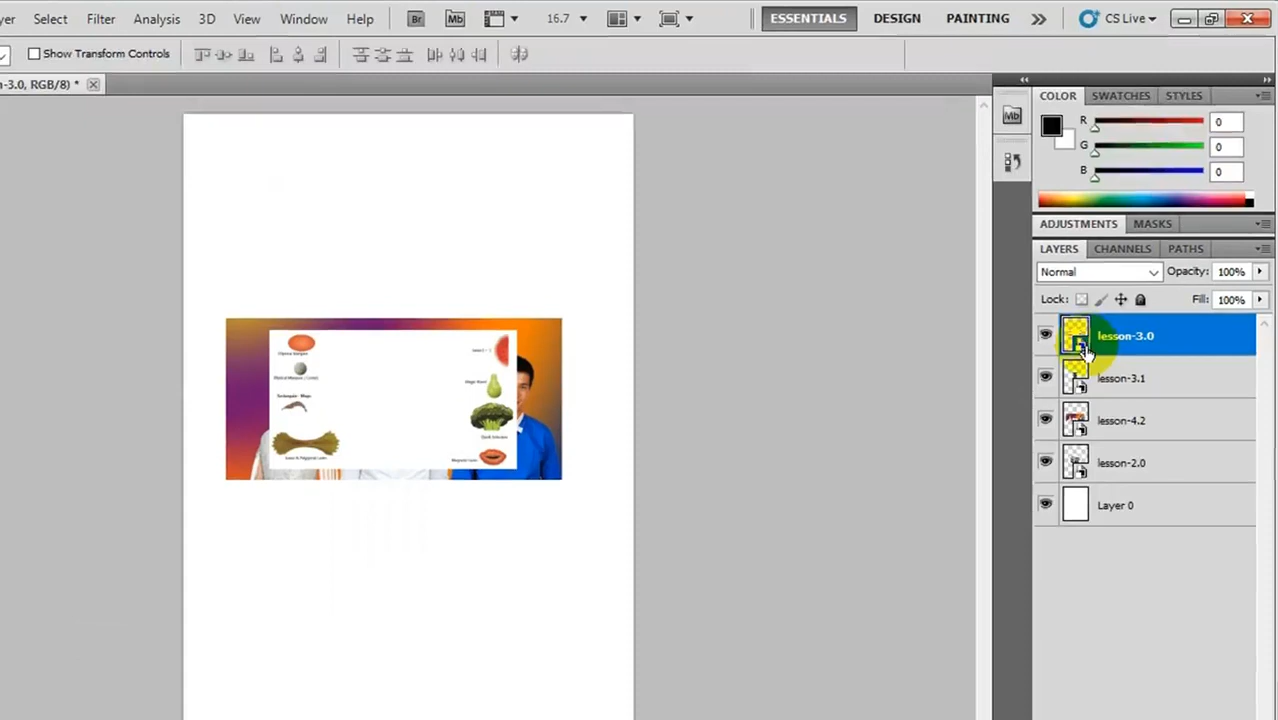 er Select Filter Analysis 3D View Window Help Br Mb 16.7 ESSENTIALS DESIGN PAINTING CS Live
Show Transform Controls
n-3.0, RGB/8) *
COLOR SWATCHES STYLES
Mb
R 0
G 0
B 0
ADJUSTMENTS MASKS
LAYERS CHANNELS PATHS
Normal Opacity: 100%
Lock: Fill: 100%
lesson-3.0
lesson-3.1
lesson-4.2
lesson-2.0
Layer 0